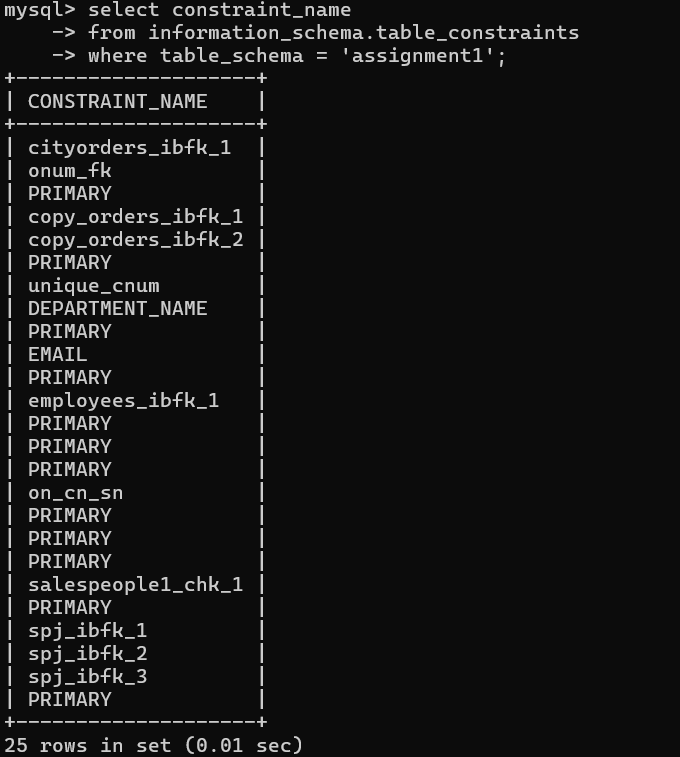 mysql> select constraint_name
    -> from information_schema.table_constraints
    -> where table_schema = 'assignment1';
+--------------------+
| CONSTRAINT_NAME    |
+--------------------+
| cityorders_ibfk_1  |
| onum_fk            |
| PRIMARY            |
| copy_orders_ibfk_1 |
| copy_orders_ibfk_2 |
| PRIMARY            |
| unique_cnum        |
| DEPARTMENT_NAME    |
| PRIMARY            |
| EMAIL              |
| PRIMARY            |
| employees_ibfk_1   |
| PRIMARY            |
| PRIMARY            |
| PRIMARY            |
| on_cn_sn           |
| PRIMARY            |
| PRIMARY            |
| PRIMARY            |
| salespeople1_chk_1 |
| PRIMARY            |
| spj_ibfk_1         |
| spj_ibfk_2         |
| spj_ibfk_3         |
| PRIMARY            |
+--------------------+
25 rows in set (0.01 sec)